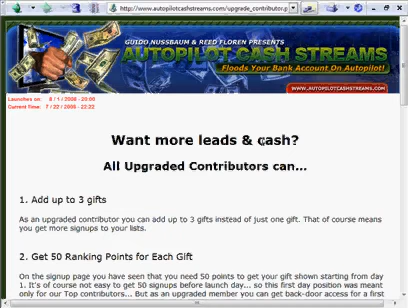 http://www.autopilotcashstreams.com/upgrade_contributor.p
GUIDO NUSSBAUM & REED FLOREN PRESENTS
AUTOPILOT CASH STREAMS
Floods Your Bank Account On Autopilot!
WWW.AUTOPILOTCASHSTREAMS.COM
Launches on: 8 / 1 / 2008 - 20:00
Current Time: 7 / 22 / 2008 - 22:22
Want more leads & cash?
All Upgraded Contributors can...
1. Add up to 3 gifts
As an upgraded contributor you can add up to 3 gifts instead of just one gift. That of course means
you get more signups to your lists.
2. Get 50 Ranking Points for Each Gift
On the signup page you have seen that you need 50 points to get your gift shown starting from day
1. It's of course not easy to get 50 signups before launch day... so this first day position was meant
only for our Top contributors... But as an upgraded member you can get back-door access for a first